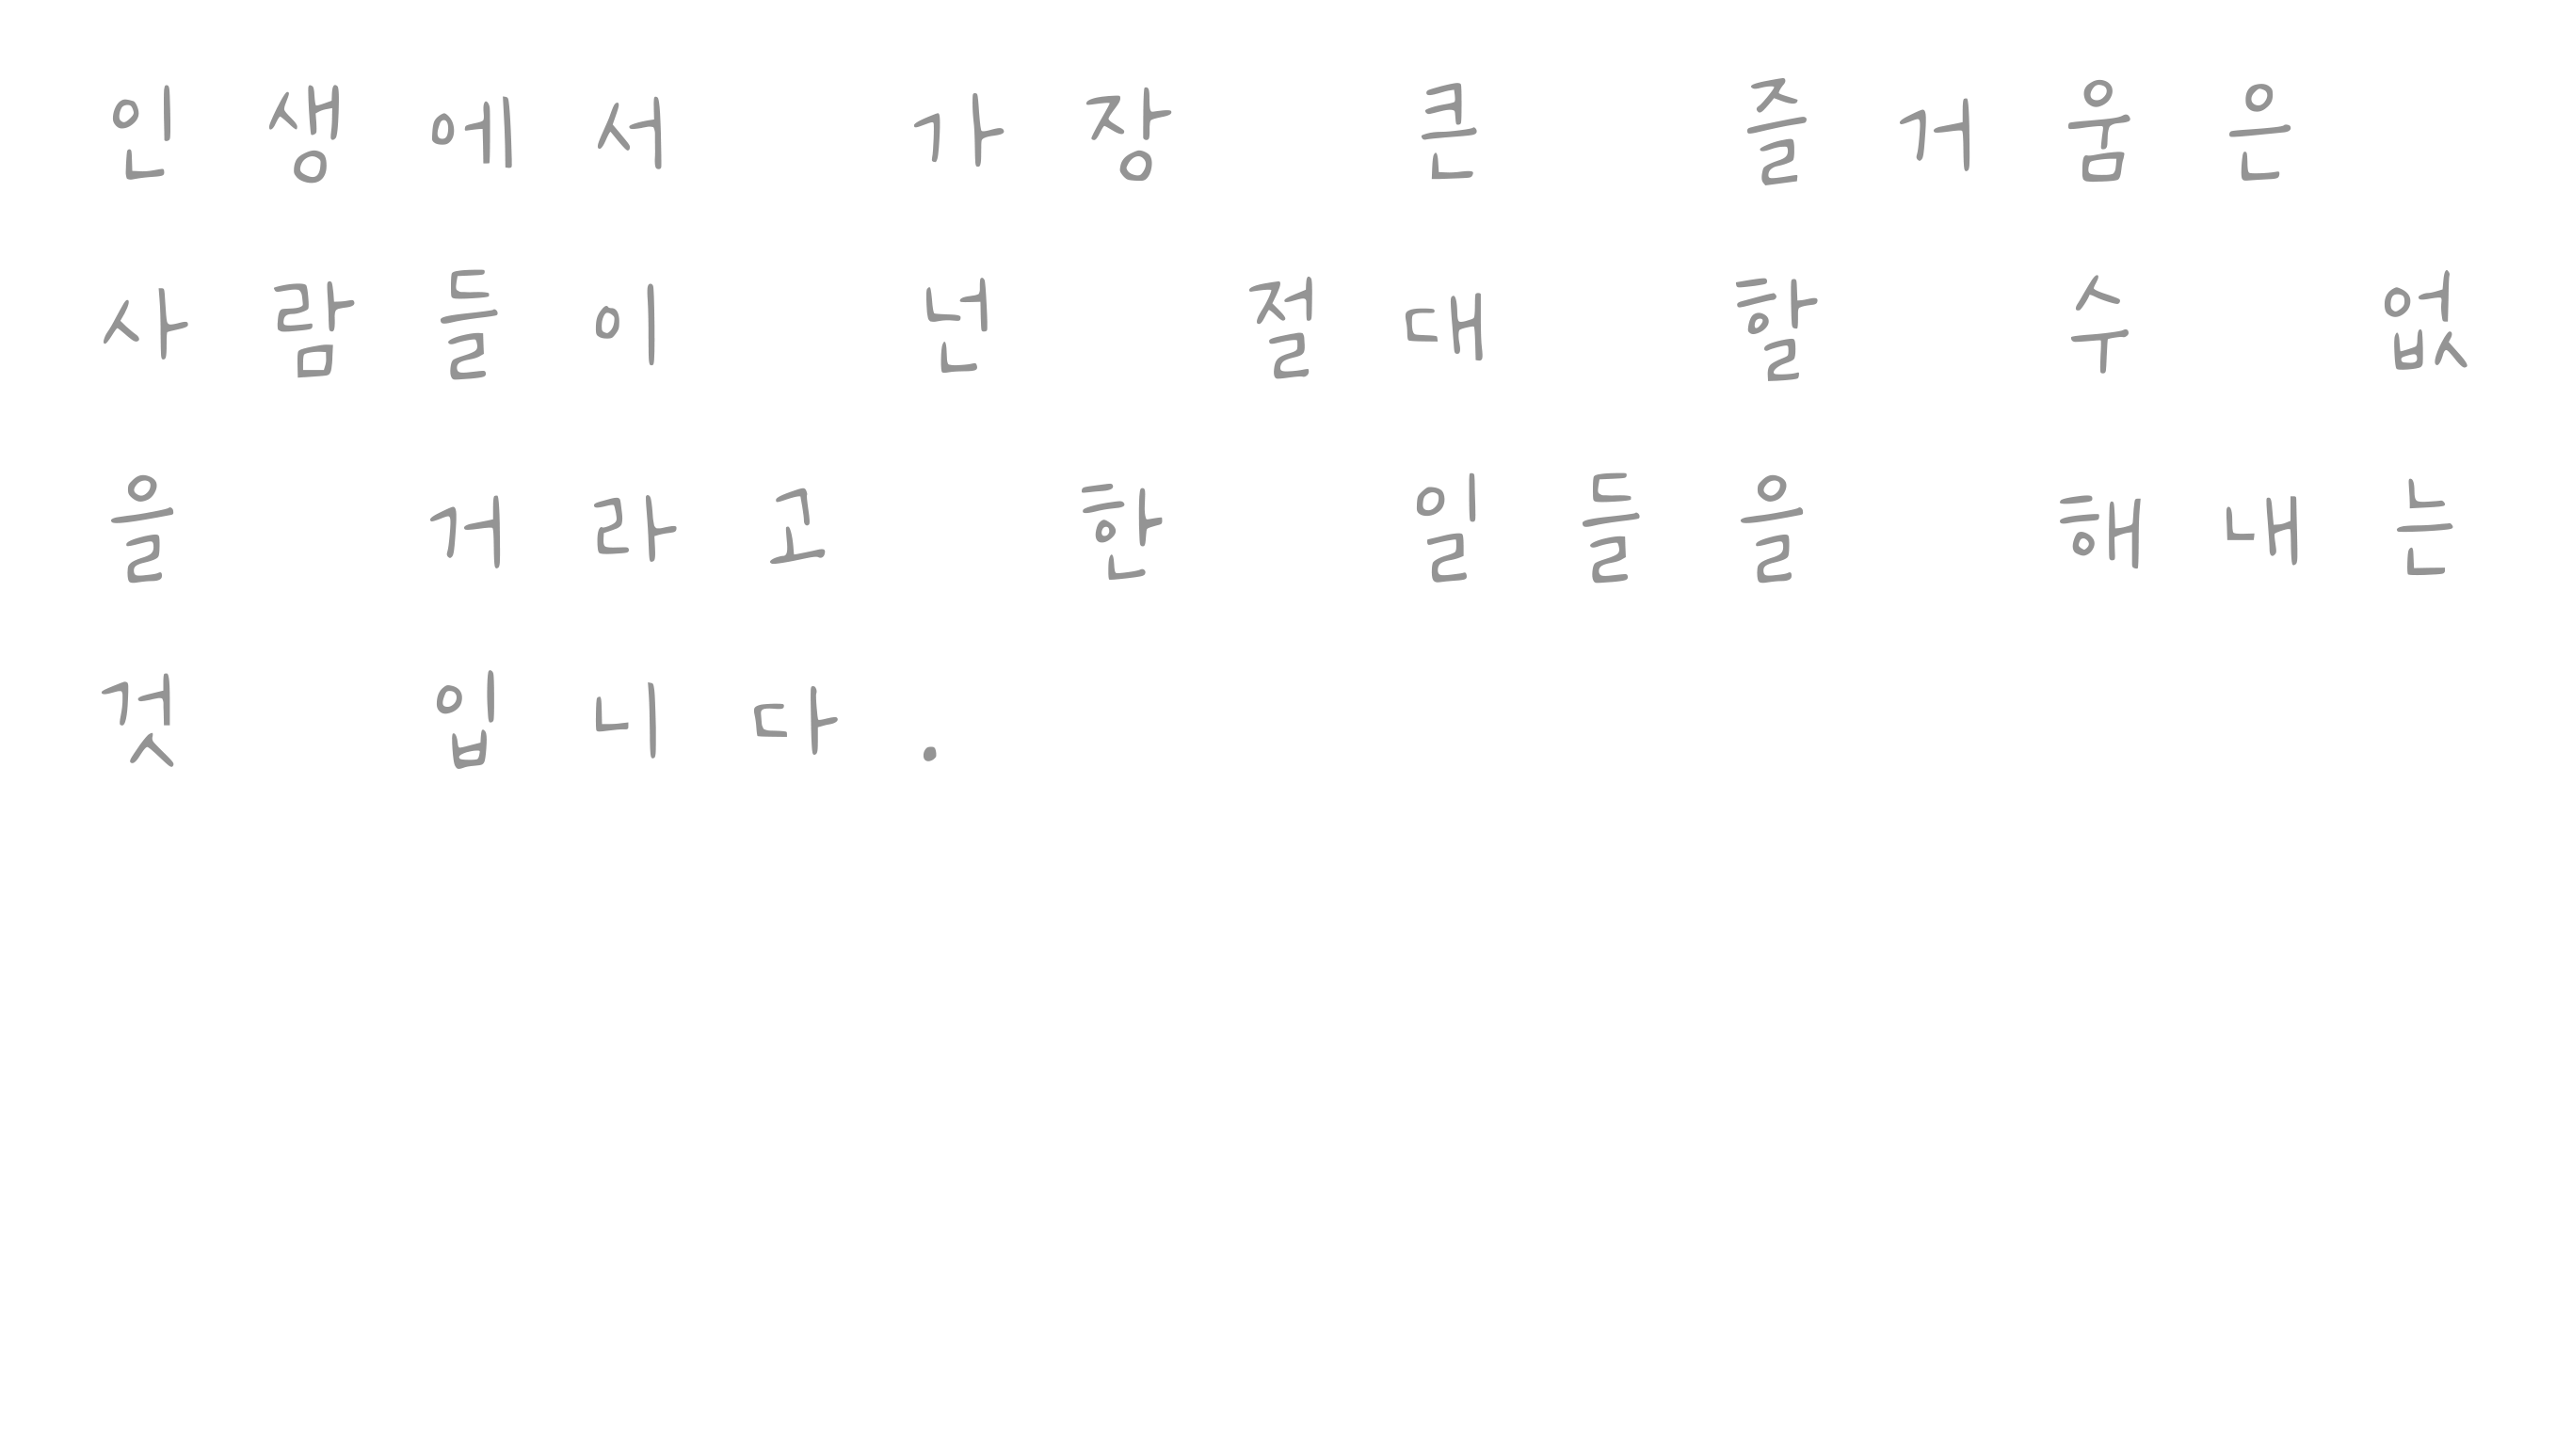 인생에서 가장 큰 즐거움은
사람들이 넌 절대 할 수 없
을 거라고 한 일들을 해내는
것 입니다.